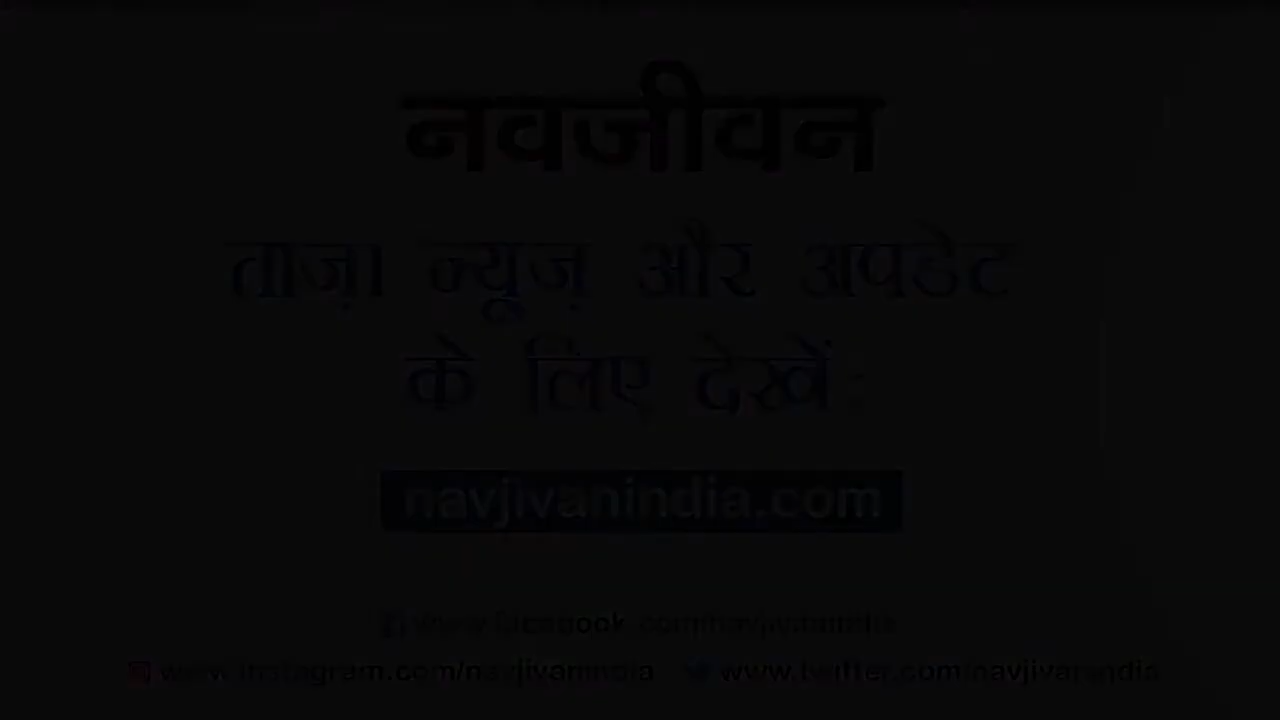 नवजीवन
ताज़ा न्यूज़ और अपडेट
के लिए देखें:
navjivanindia.com
www.facebook.com/navjivanindia
www.instagram.com/navjivanindia www.twitter.com/navjivanindia